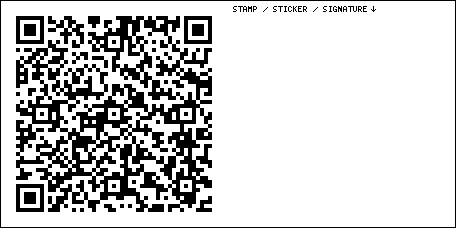 STAMP / STICKER / SIGNATURE ↓